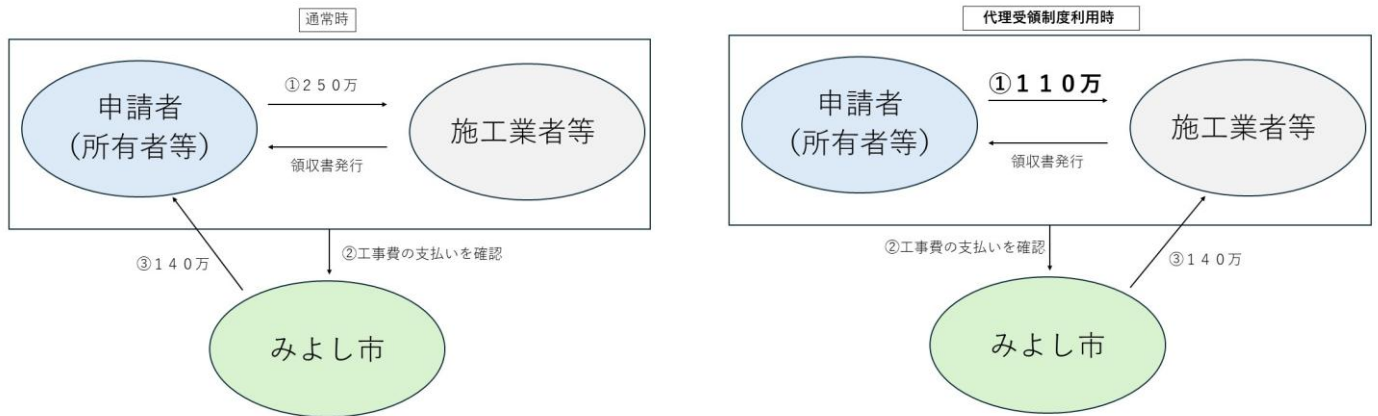 通常時
①250万
申請者
(所有者等)
施工業者等
領収書発行
②工事費の支払いを確認
③140万
みよし市
代理受領制度利用時
①110万
申請者
(所有者等)
施工業者等
領収書発行
②工事費の支払いを確認
③140万
みよし市